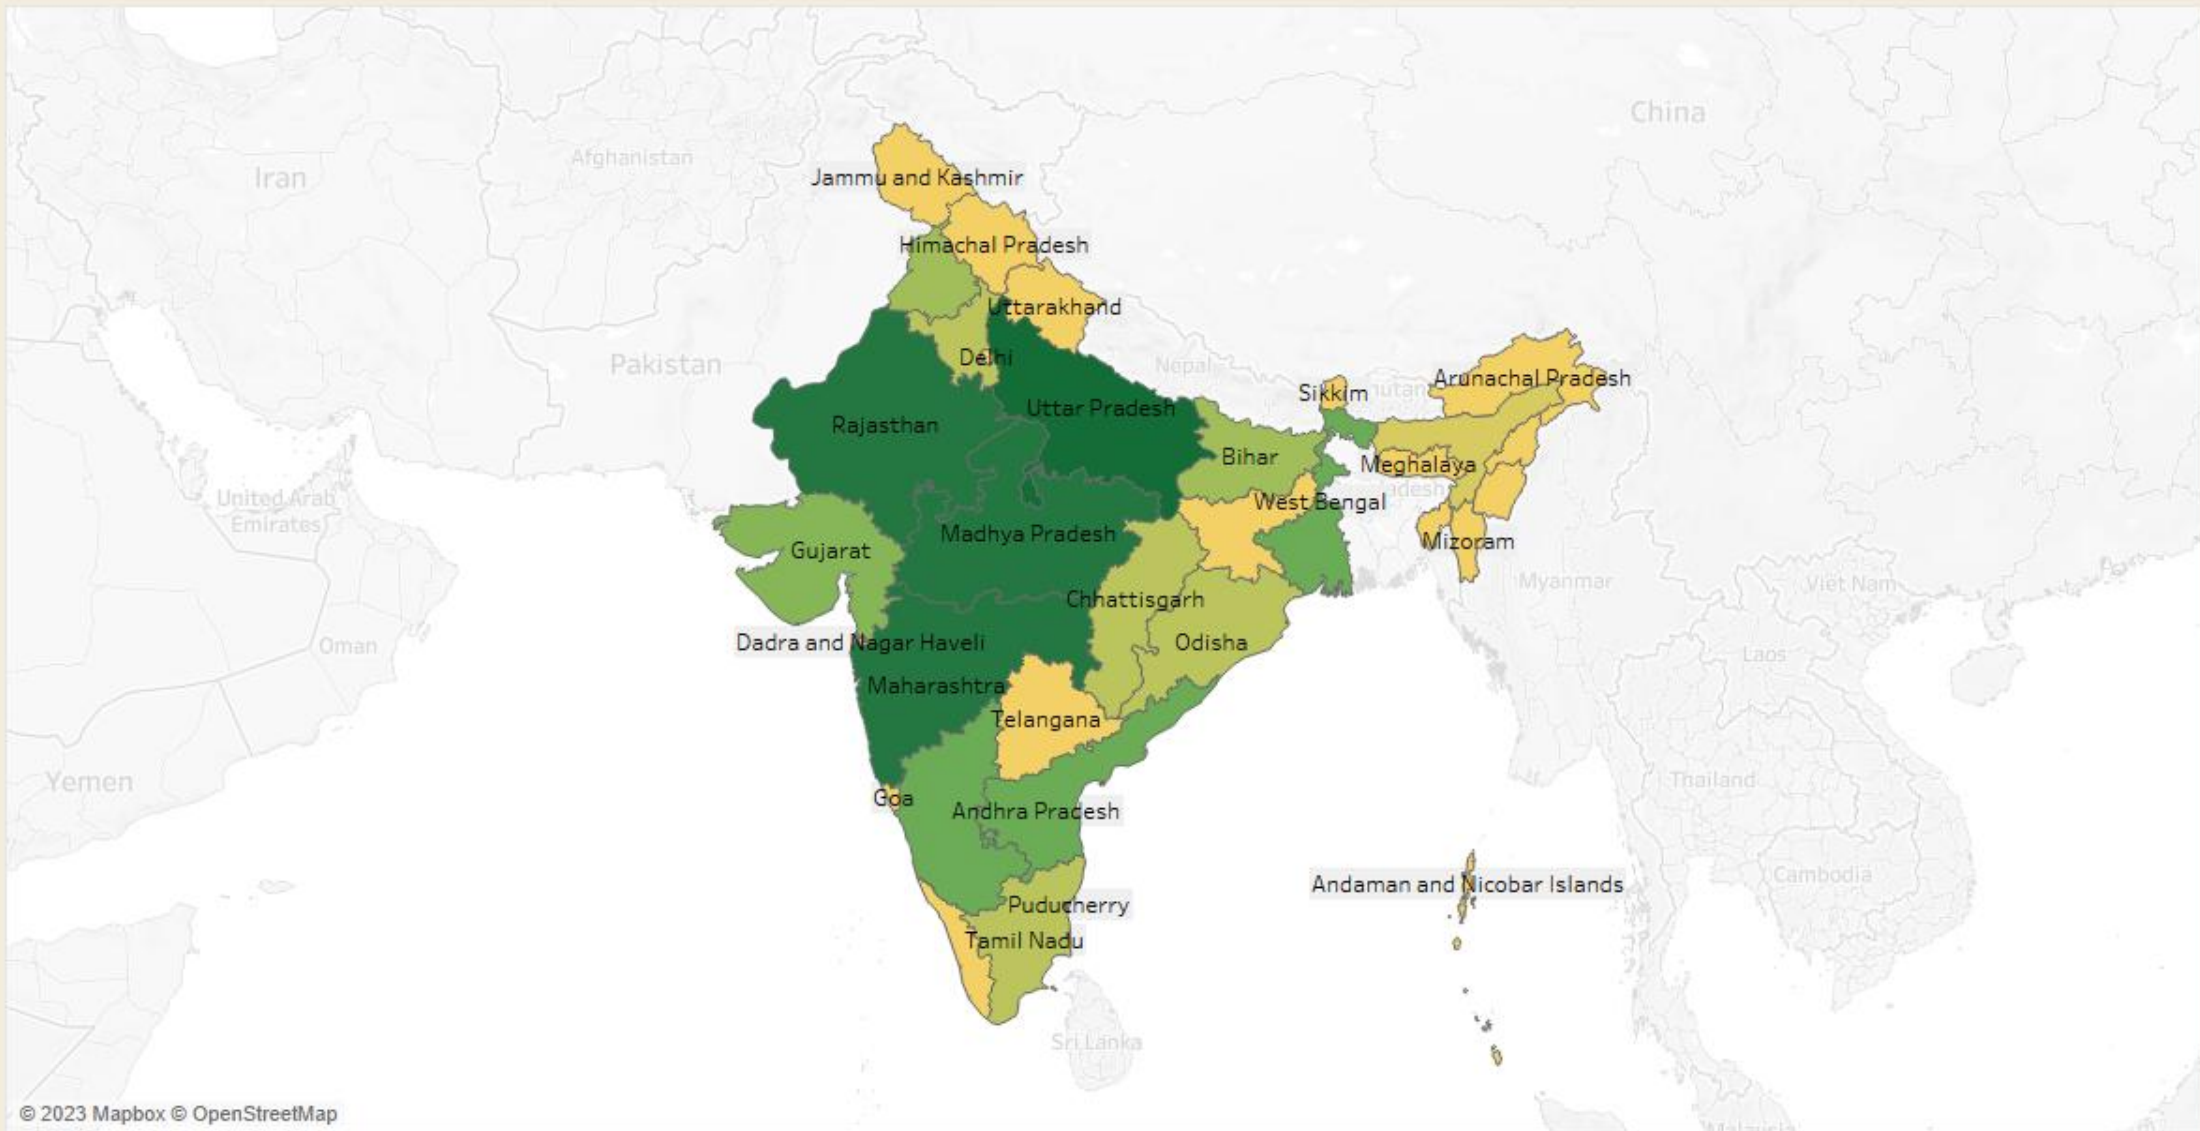 China
Afghanistan
Iran
Jammu and Kashmir
Himachal Pradesh
Uttarakhand
Pakistan
Delhi
Nepal
Arunachal Pradesh
Sikkim
Uttar Pradesh
Rajasthan
Bihar
Meghalaya
United Arab
Emirates
West Bengal
Madhya Pradesh
Mizoram
Gujarat
Myanmar
Viet Nam
Chhattisgarh
Oman
Dadra and Nagar Haveli
Odisha
Laos
Maharashtra
Telangana
Yemen
Thailand
Goa
Andhra Pradesh
Cambodia
Andaman and Nicobar Islands
Puducherry
Tamil Nadu
Sri Lanka
© 2023 Mapbox © OpenStreetMap